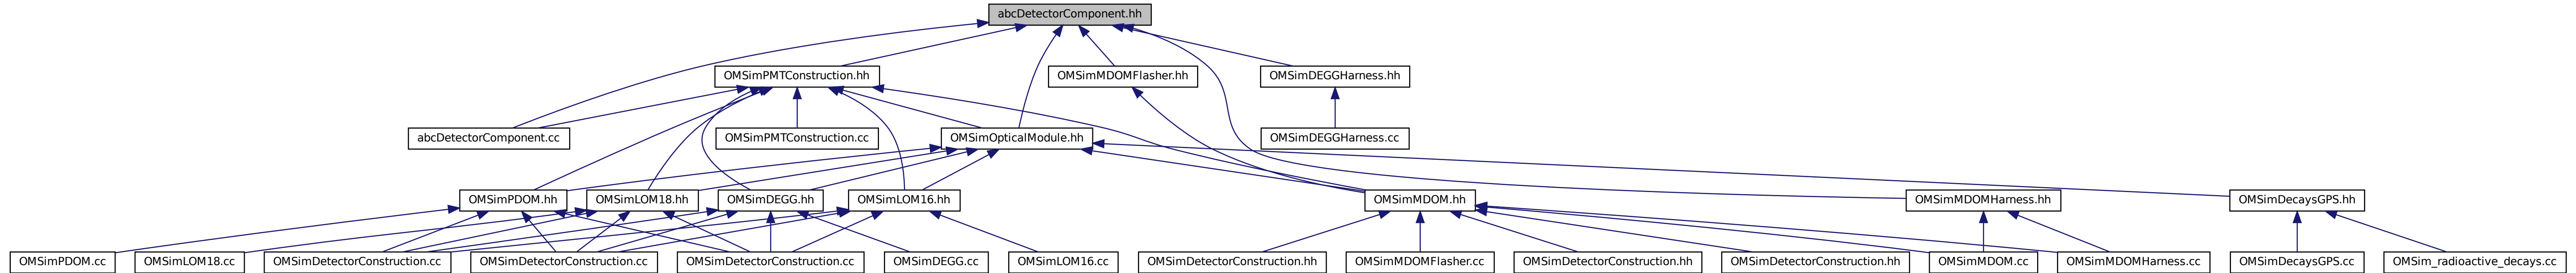 abcDetectorComponent.hh
OMSimPMTConstruction.hh
OMSimMDOMFlasher.hh
OMSimDEGGHarness.hh
abcDetectorComponent.cc
OMSimPMTConstruction.cc
OMSimOpticalModule.hh
OMSimDEGGHarness.cc
OMSimPDOM.hh
OMSimLOM18.hh
OMSimDEGG.hh
OMSimLOM16.hh
OMSimMDOM.hh
OMSimMDOMHarness.hh
OMSimDecaysGPS.hh
OMSimPDOM.cc
OMSimLOM18.cc
OMSimDetectorConstruction.cc
OMSimDetectorConstruction.cc
OMSimDetectorConstruction.cc
OMSimDEGG.cc
OMSimLOM16.cc
OMSimDetectorConstruction.hh
OMSimMDOMFlasher.cc
OMSimDetectorConstruction.hh
OMSimDetectorConstruction.hh
OMSimMDOM.cc
OMSimMDOMHarness.cc
OMSimDecaysGPS.cc
OMSim_radioactive_decays.cc